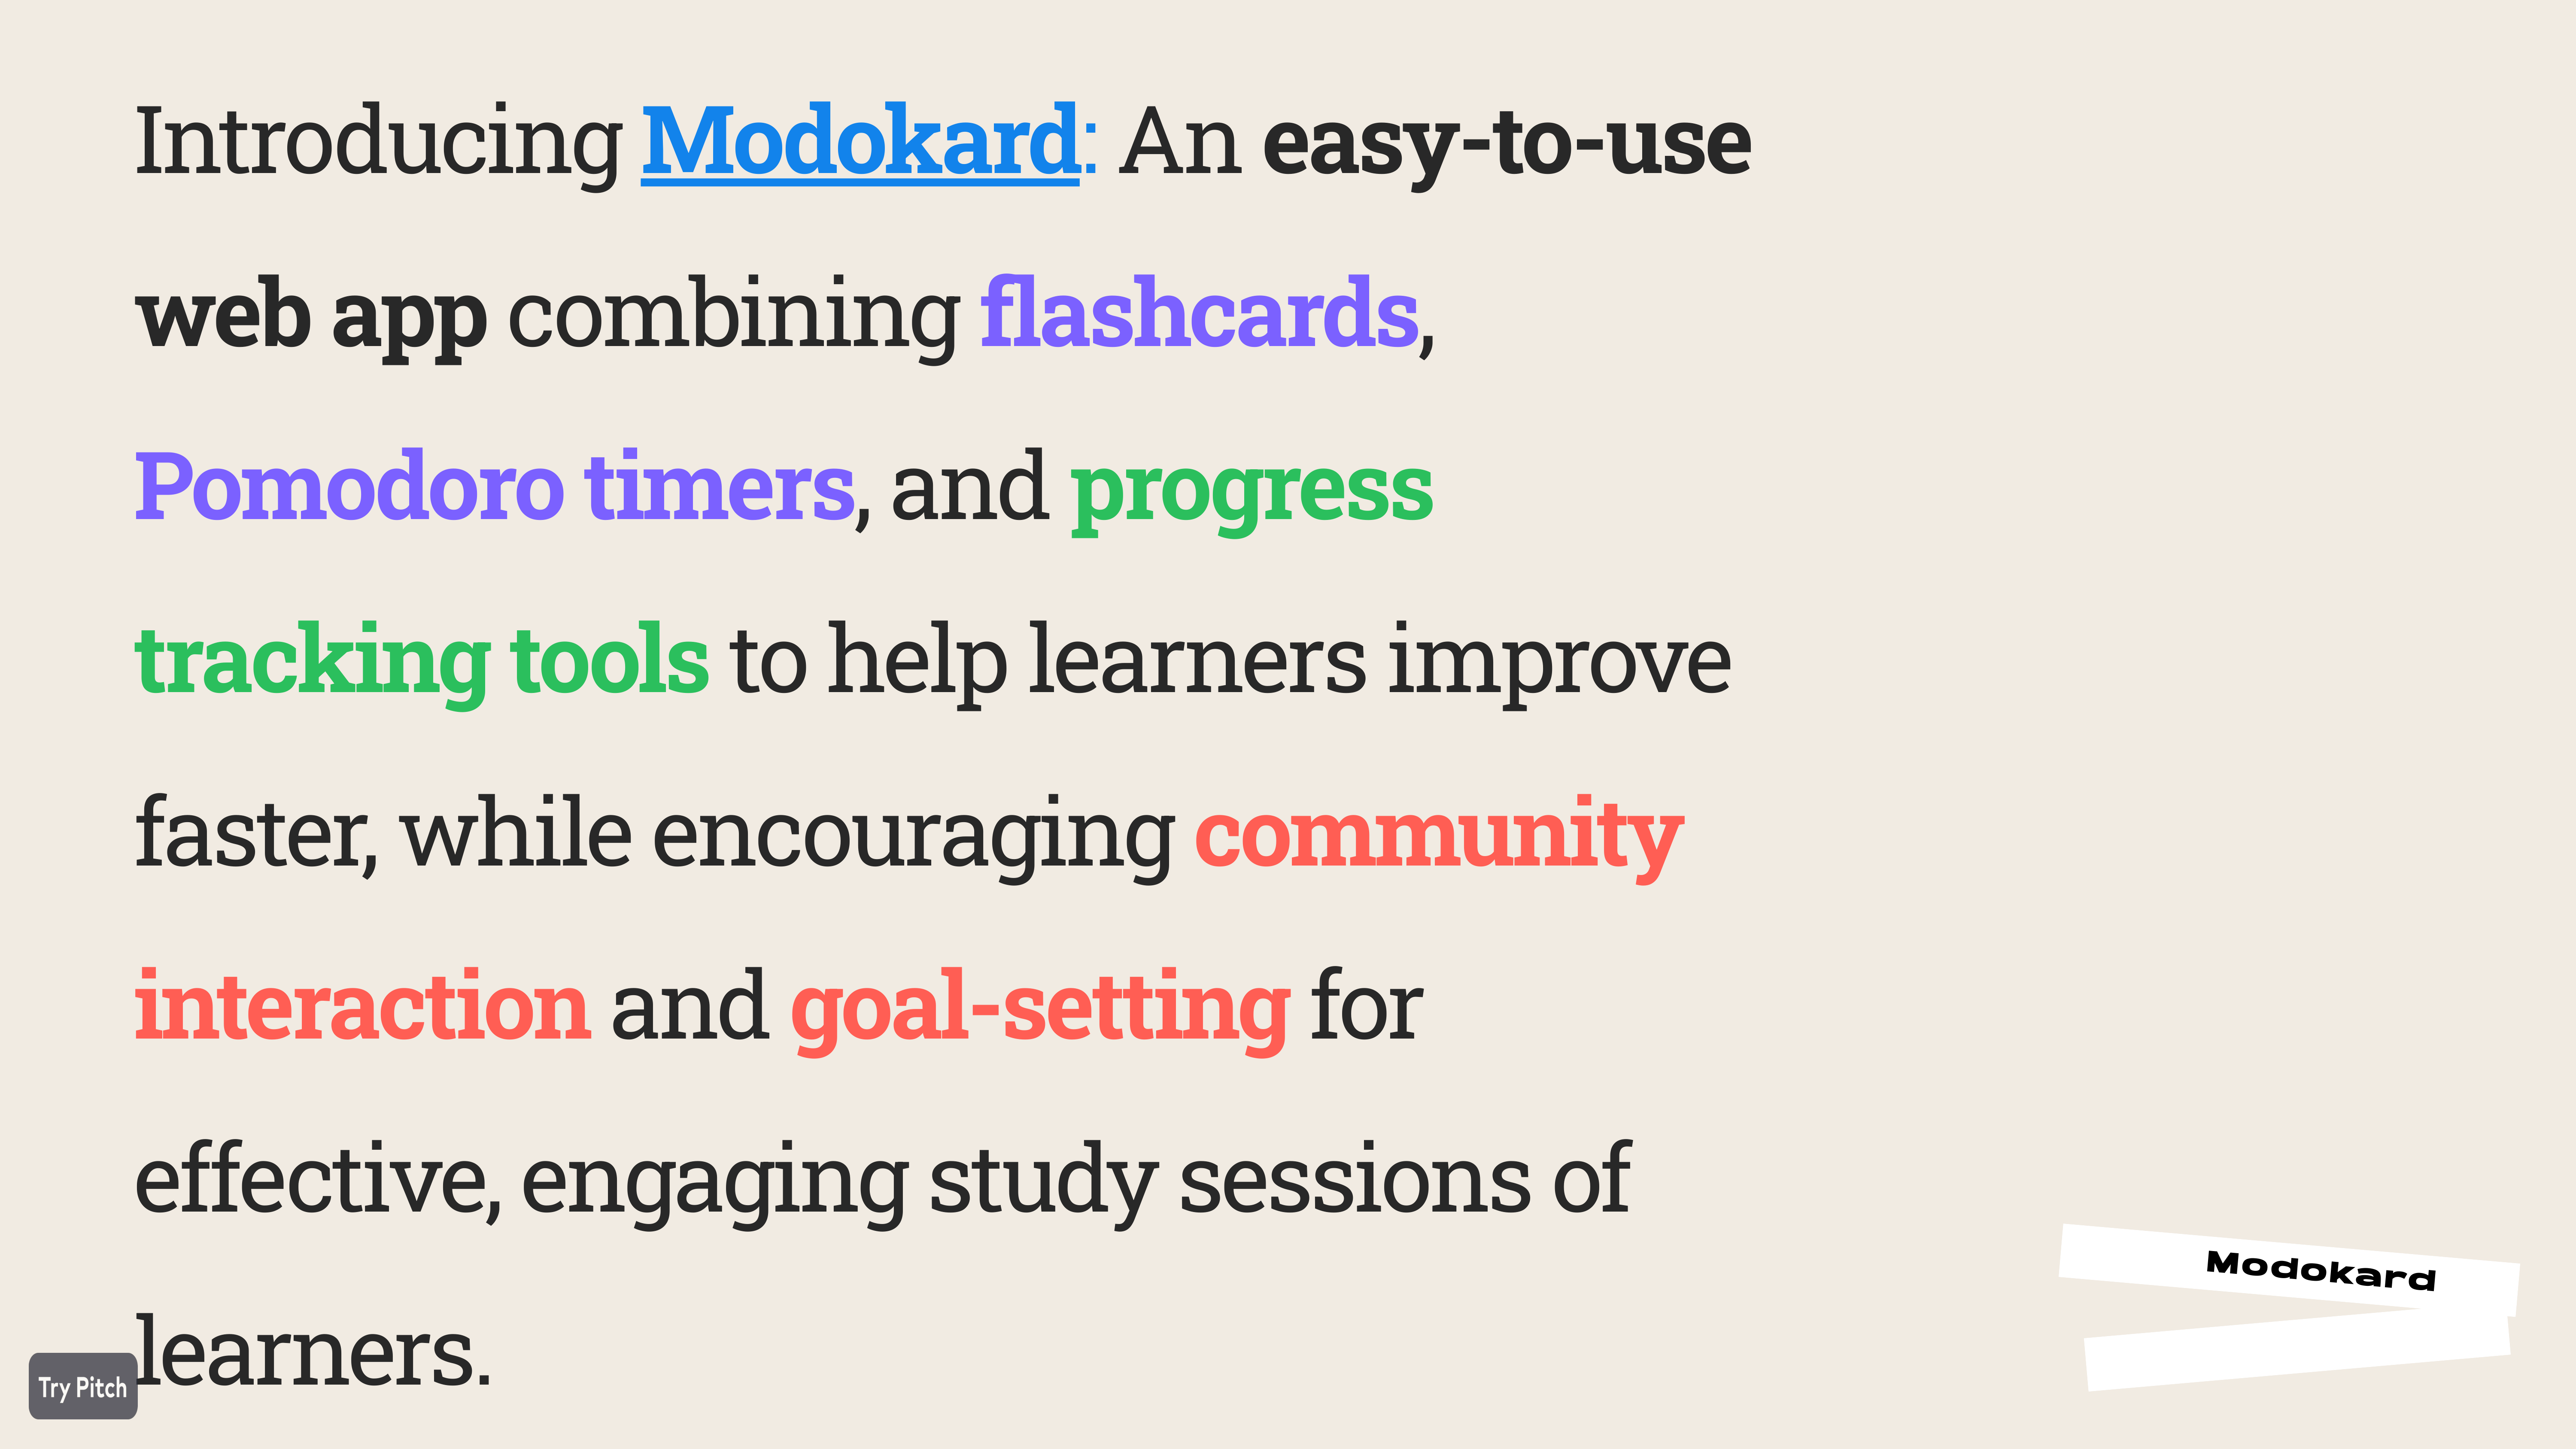 Introducing Modokard: An easy-to-use
web app combining flashcards,
Pomodoro timers, and progress
tracking tools to help learners improve
faster, while encouraging community
interaction and goal-setting for
effective, engaging study sessions of
learners.
Modokard
Try Pitch